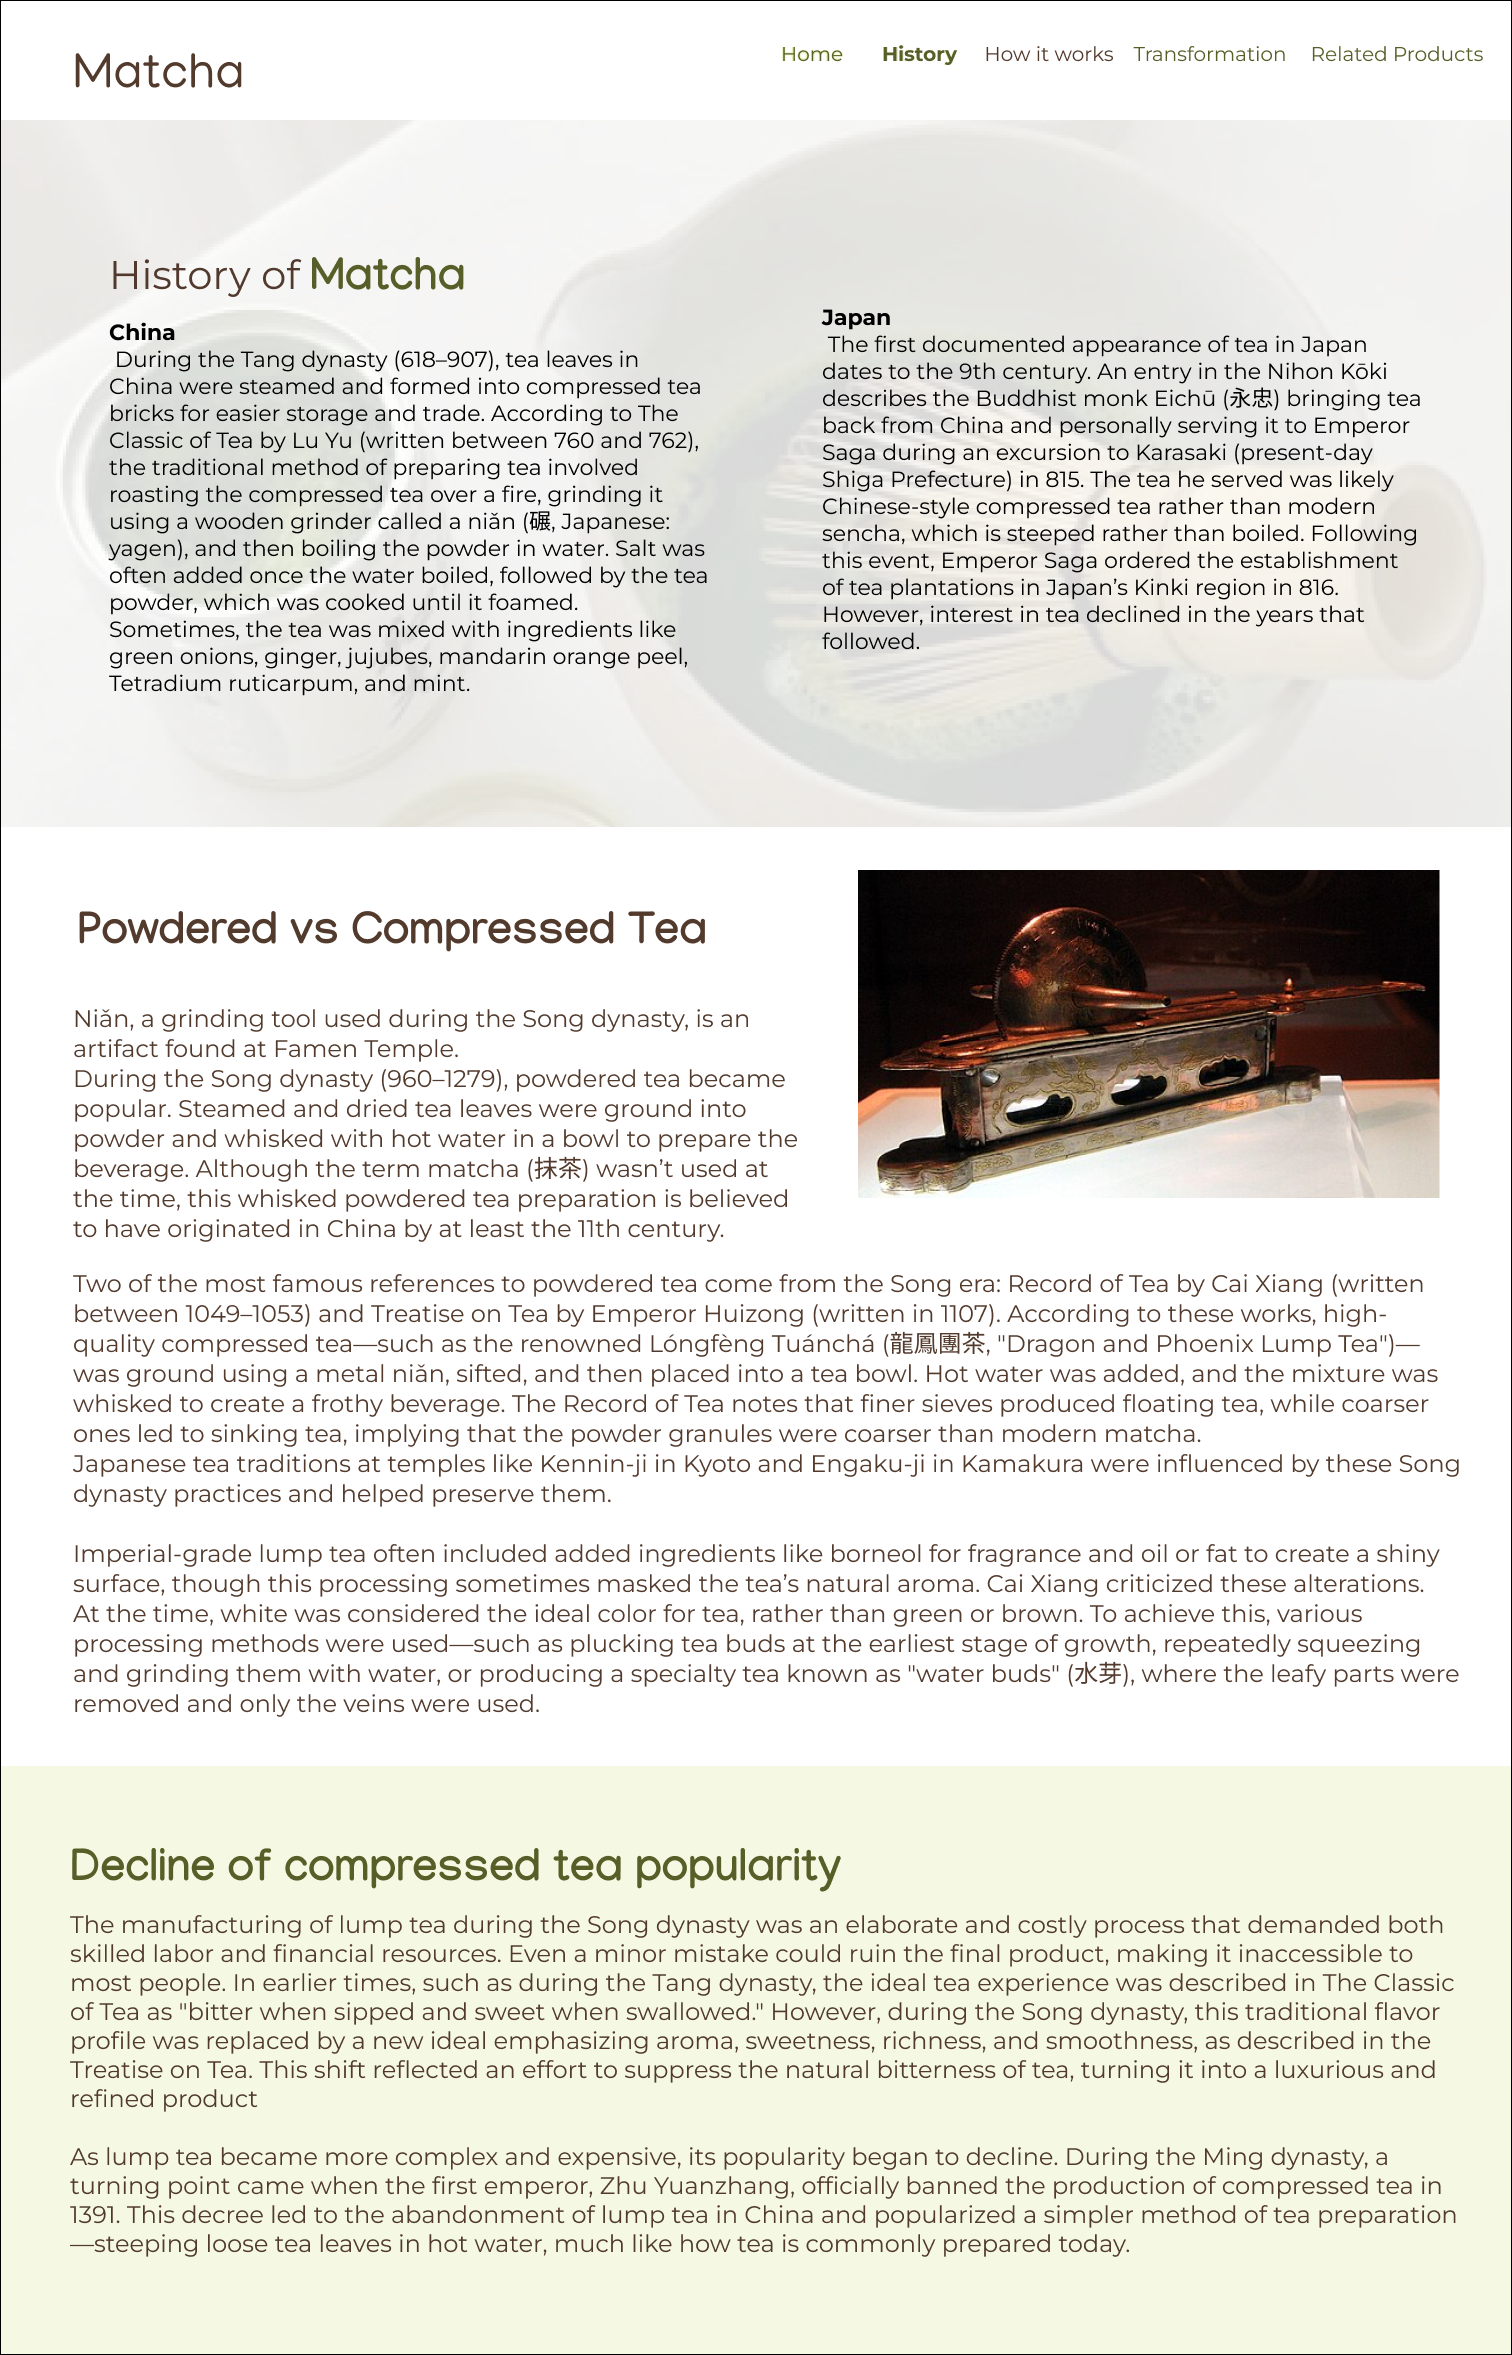 Matcha
Home History How it works Transformation Related Products
History of Matcha
China
During the Tang dynasty (618–907), tea leaves in
China were steamed and formed into compressed tea
bricks for easier storage and trade. According to The
Classic of Tea by Lu Yu (written between 760 and 762),
the traditional method of preparing tea involved
roasting the compressed tea over a fire, grinding it
using a wooden grinder called a niǎn (碾, Japanese:
yagen), and then boiling the powder in water. Salt was
often added once the water boiled, followed by the tea
powder, which was cooked until it foamed.
Sometimes, the tea was mixed with ingredients like
green onions, ginger, jujubes, mandarin orange peel,
Tetradium ruticarpum, and mint.
Japan
The first documented appearance of tea in Japan
dates to the 9th century. An entry in the Nihon Kōki
describes the Buddhist monk Eichū (永忠) bringing tea
back from China and personally serving it to Emperor
Saga during an excursion to Karasaki (present-day
Shiga Prefecture) in 815. The tea he served was likely
Chinese-style compressed tea rather than modern
sencha, which is steeped rather than boiled. Following
this event, Emperor Saga ordered the establishment
of tea plantations in Japan’s Kinki region in 816.
However, interest in tea declined in the years that
followed.
Powdered vs Compressed Tea
Niǎn, a grinding tool used during the Song dynasty, is an
artifact found at Famen Temple.
During the Song dynasty (960–1279), powdered tea became
popular. Steamed and dried tea leaves were ground into
powder and whisked with hot water in a bowl to prepare the
beverage. Although the term matcha (抹茶) wasn’t used at
the time, this whisked powdered tea preparation is believed
to have originated in China by at least the 11th century.
Two of the most famous references to powdered tea come from the Song era: Record of Tea by Cai Xiang (written
between 1049–1053) and Treatise on Tea by Emperor Huizong (written in 1107). According to these works, high-
quality compressed tea—such as the renowned Lóngfèng Tuánchá (龍鳳團茶, "Dragon and Phoenix Lump Tea")—
was ground using a metal niǎn, sifted, and then placed into a tea bowl. Hot water was added, and the mixture was
whisked to create a frothy beverage. The Record of Tea notes that finer sieves produced floating tea, while coarser
ones led to sinking tea, implying that the powder granules were coarser than modern matcha.
Japanese tea traditions at temples like Kennin-ji in Kyoto and Engaku-ji in Kamakura were influenced by these Song
dynasty practices and helped preserve them.
Imperial-grade lump tea often included added ingredients like borneol for fragrance and oil or fat to create a shiny
surface, though this processing sometimes masked the tea’s natural aroma. Cai Xiang criticized these alterations.
At the time, white was considered the ideal color for tea, rather than green or brown. To achieve this, various
processing methods were used—such as plucking tea buds at the earliest stage of growth, repeatedly squeezing
and grinding them with water, or producing a specialty tea known as "water buds" (水芽), where the leafy parts were
removed and only the veins were used.
Decline of compressed tea popularity
The manufacturing of lump tea during the Song dynasty was an elaborate and costly process that demanded both
skilled labor and financial resources. Even a minor mistake could ruin the final product, making it inaccessible to
most people. In earlier times, such as during the Tang dynasty, the ideal tea experience was described in The Classic
of Tea as "bitter when sipped and sweet when swallowed." However, during the Song dynasty, this traditional flavor
profile was replaced by a new ideal emphasizing aroma, sweetness, richness, and smoothness, as described in the
Treatise on Tea. This shift reflected an effort to suppress the natural bitterness of tea, turning it into a luxurious and
refined product
As lump tea became more complex and expensive, its popularity began to decline. During the Ming dynasty, a
turning point came when the first emperor, Zhu Yuanzhang, officially banned the production of compressed tea in
1391. This decree led to the abandonment of lump tea in China and popularized a simpler method of tea preparation
—steeping loose tea leaves in hot water, much like how tea is commonly prepared today.